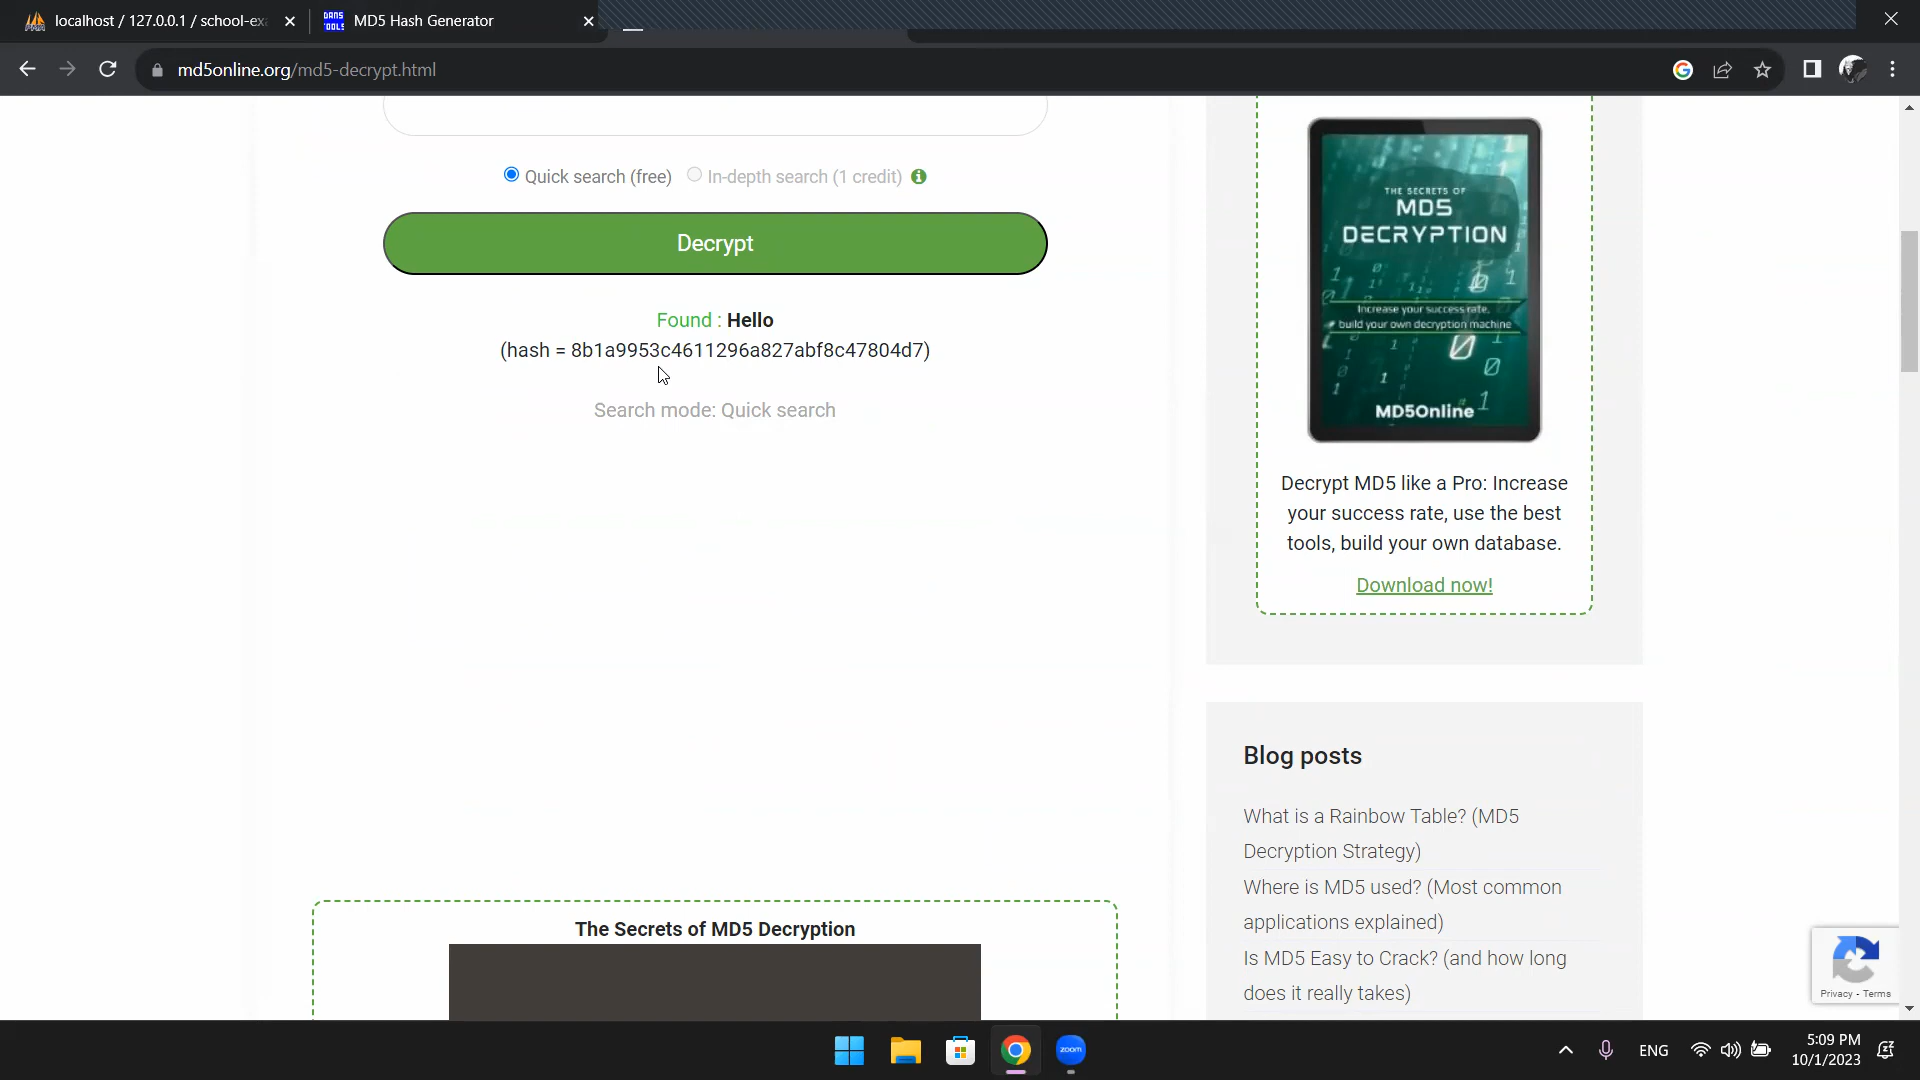 localhost / 127.0.0.1 / school-exa
MD5 Hash Generator
md5online.org/md5-decrypt.html
Quick search (free) In-depth search (1 credit)
Decrypt
Found : Hello
(hash = 8b1a9953c4611296a827abf8c47804d7)
Search mode: Quick search
The Secrets of MD5 Decryption
THE SECRETS OF
MD5
DECRYPTION
Increase your success rate,
build your own decryption machine
MD5Online
Decrypt MD5 like a Pro: Increase
your success rate, use the best
tools, build your own database.
Download now!
Blog posts
What is a Rainbow Table? (MD5
Decryption Strategy)
Where is MD5 used? (Most common
applications explained)
Is MD5 Easy to Crack? (and how long
does it really takes)
Privacy - Terms
zoom
ENG
5:09 PM
10/1/2023